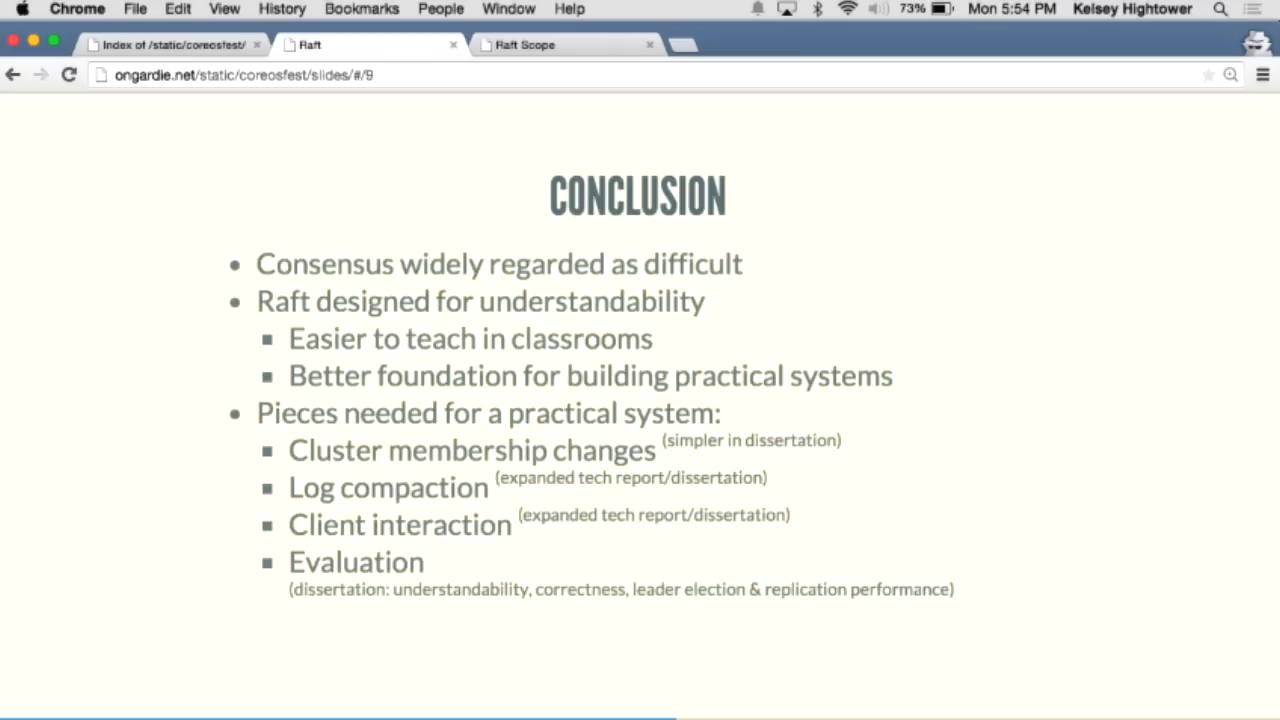 Chrome File Edit View History Bookmarks People Window Help 73% Mon 5:54 PM Kelsey Hightower
Index of /static/coreosfest/ Raft Raft Scope
ongardie.net/static/coreosfest/slides/#/9
CONCLUSION
• Consensus widely regarded as difficult
• Raft designed for understandability
▪ Easier to teach in classrooms
▪ Better foundation for building practical systems
• Pieces needed for a practical system:
▪ Cluster membership changes (simpler in dissertation)
▪ Log compaction (expanded tech report/dissertation)
▪ Client interaction (expanded tech report/dissertation)
▪ Evaluation
(dissertation: understandability, correctness, leader election & replication performance)